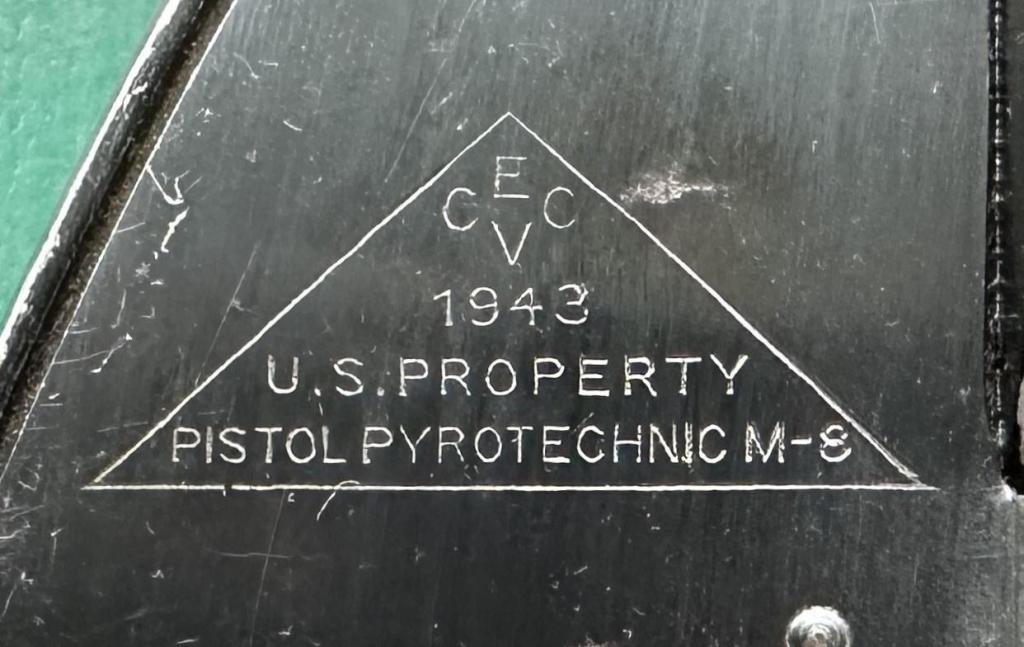 E
C C
V
1943
U.S. PROPERTY
PISTOL PYROTECHNIC M-8